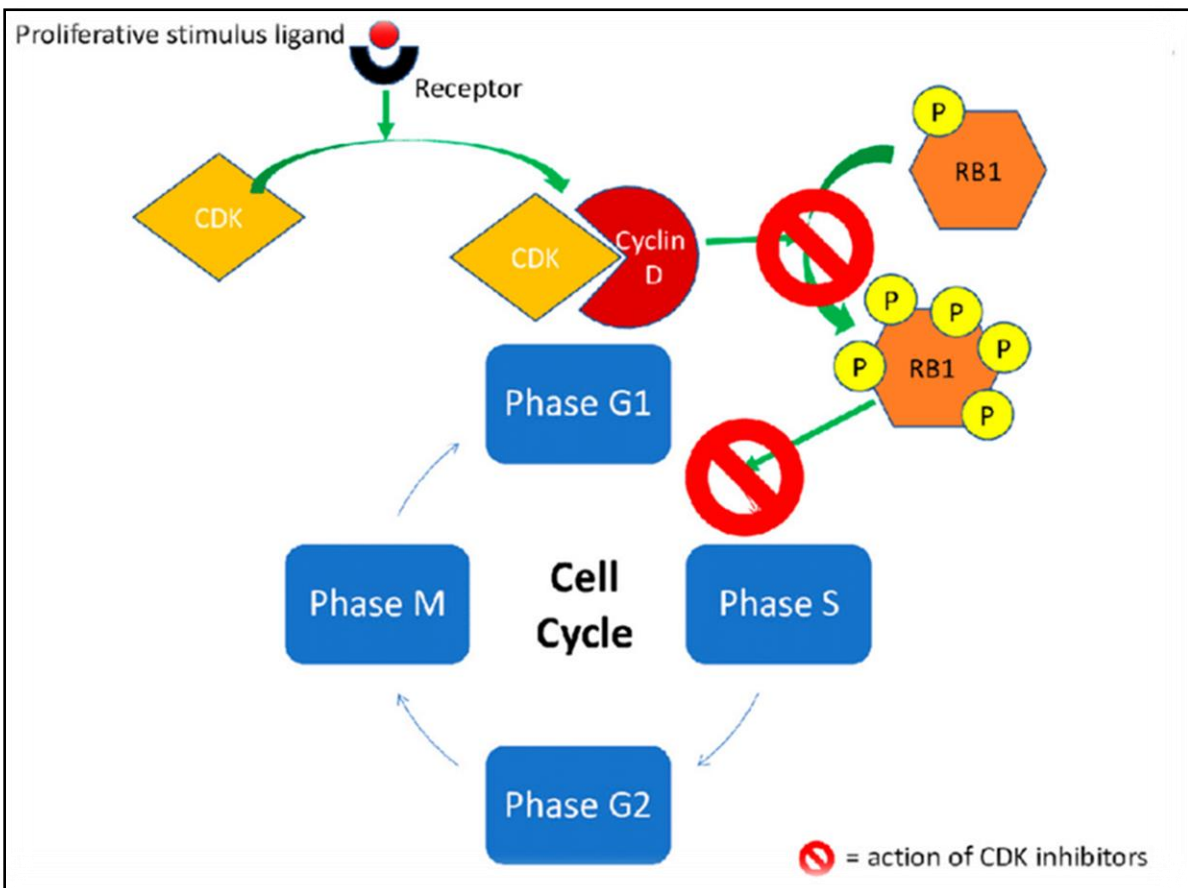 Proliferative stimulus ligand
Receptor
P
RB1
CDK
CDK
Cyclin
D
P
P
P
P
RB1
P
Phase G1
Cell
Cycle
Phase M
Phase S
Phase G2
= action of CDK inhibitors